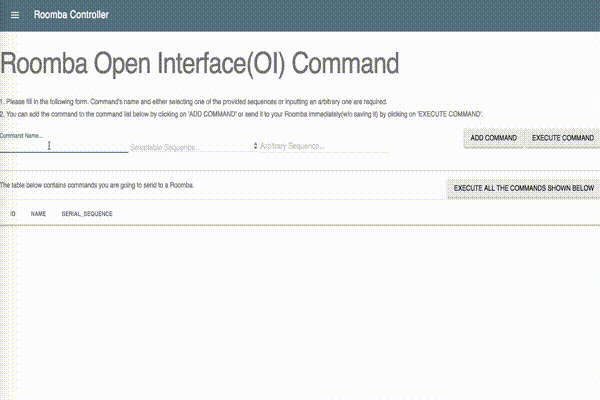 Roomba Controller
Roomba Open Interface(OI) Command
1. Please fill in the following form. Command's name and either selecting one of the provided sequences or inputting an arbitrary one are required.
2. You can add the command to the command list below by clicking on 'ADD COMMAND' or send it to your Roomba immediately(w/o saving it) by clicking on 'EXECUTE COMMAND'.
Command Name...
Selectable Sequence... Arbitrary Sequence... ADD COMMAND EXECUTE COMMAND
The table below contains commands you are going to send to a Roomba. EXECUTE ALL THE COMMANDS SHOWN BELOW
ID NAME SERIAL_SEQUENCE